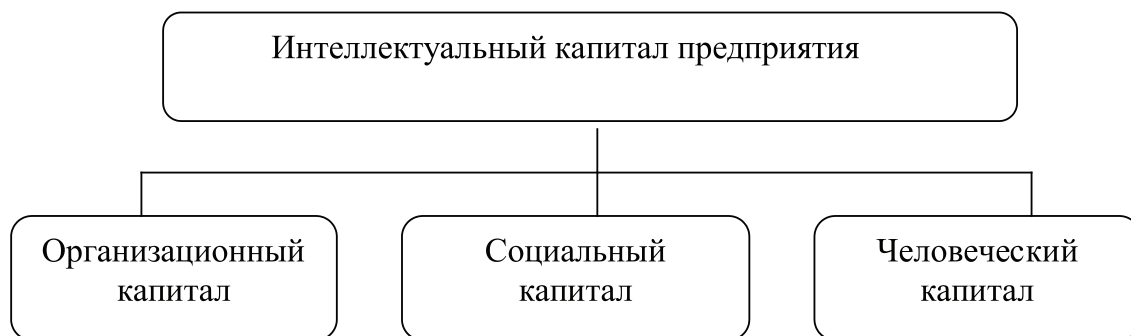 Интеллектуальный капитал предприятия
Организационный
капитал
Социальный
капитал
Человеческий
капитал